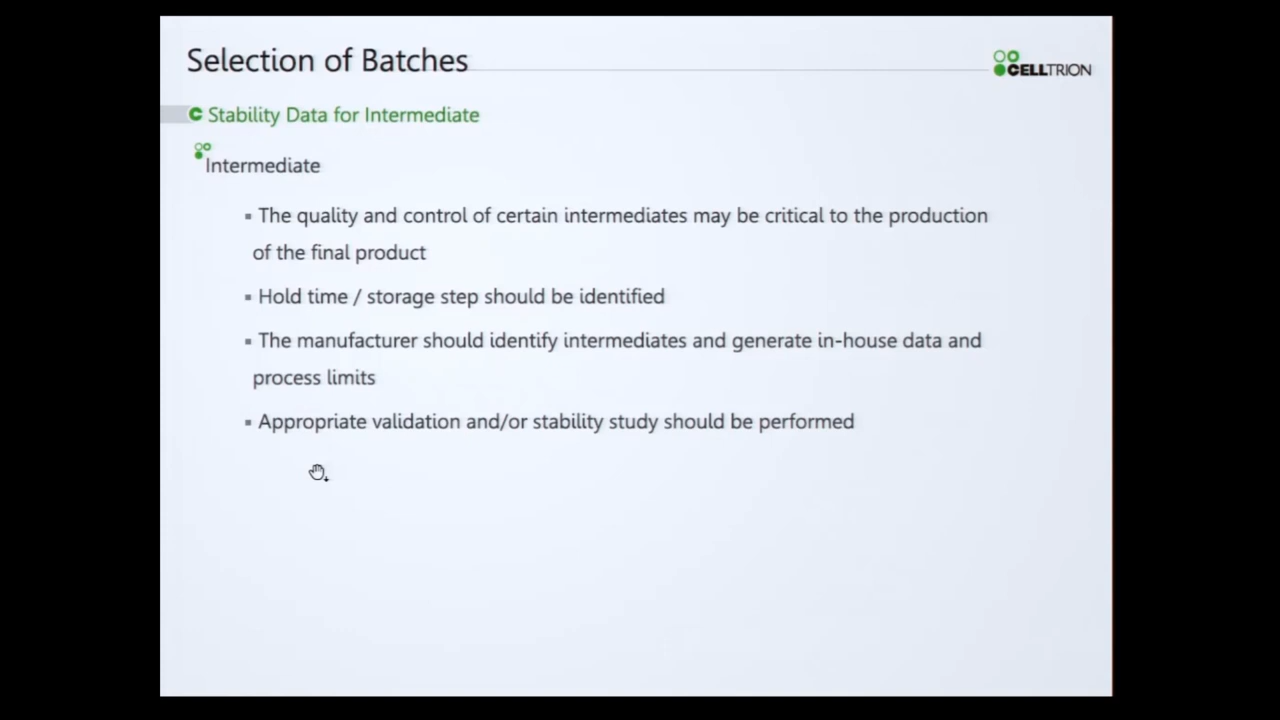 Selection of Batches
CELLTRION
Stability Data for Intermediate
Intermediate
▪ The quality and control of certain intermediates may be critical to the production
of the final product
▪ Hold time / storage step should be identified
▪ The manufacturer should identify intermediates and generate in-house data and
process limits
▪ Appropriate validation and/or stability study should be performed